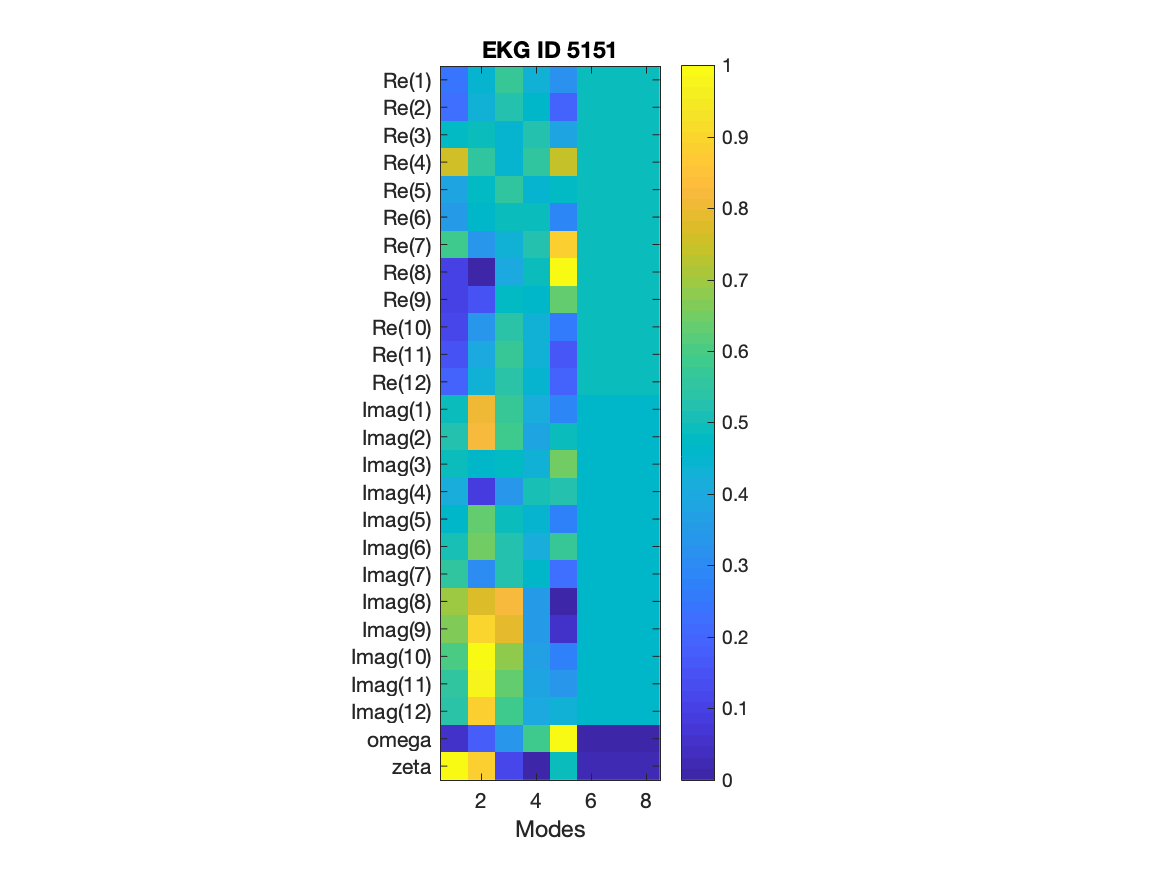 EKG ID 5151
Re(1)
Re(2)
Re(3)
Re(4)
Re(5)
Re(6)
Re(7)
Re(8)
Re(9)
Re(10)
Re(11)
Re(12)
Imag(1)
Imag(2)
Imag(3)
Imag(4)
Imag(5)
Imag(6)
Imag(7)
Imag(8)
Imag(9)
Imag(10)
Imag(11)
Imag(12)
omega
zeta
2 4 6 8
Modes
1
0.9
0.8
0.7
0.6
0.5
0.4
0.3
0.2
0.1
0